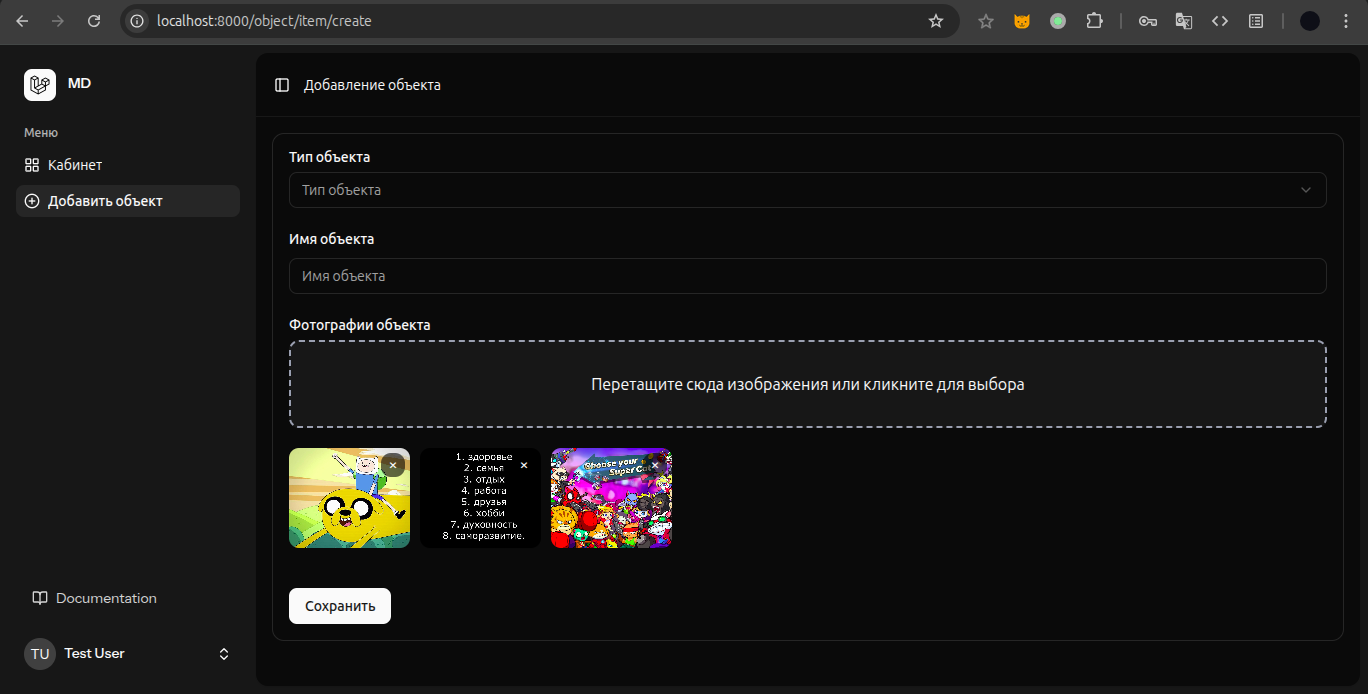 localhost:8000/object/item/create
MD
Меню
Кабинет
Добавить объект
Documentation
TU
Test User
Добавление объекта
Тип объекта
Тип объекта
Имя объекта
Имя объекта
Фотографии объекта
Перетащите сюда изображения или кликните для выбора
1. здоровье
2. семья
3. отдых
4. работа
5. друзья
6. хобби
7. духовность
8. саморазвитие.
Choose your
Super Cat
Сохранить